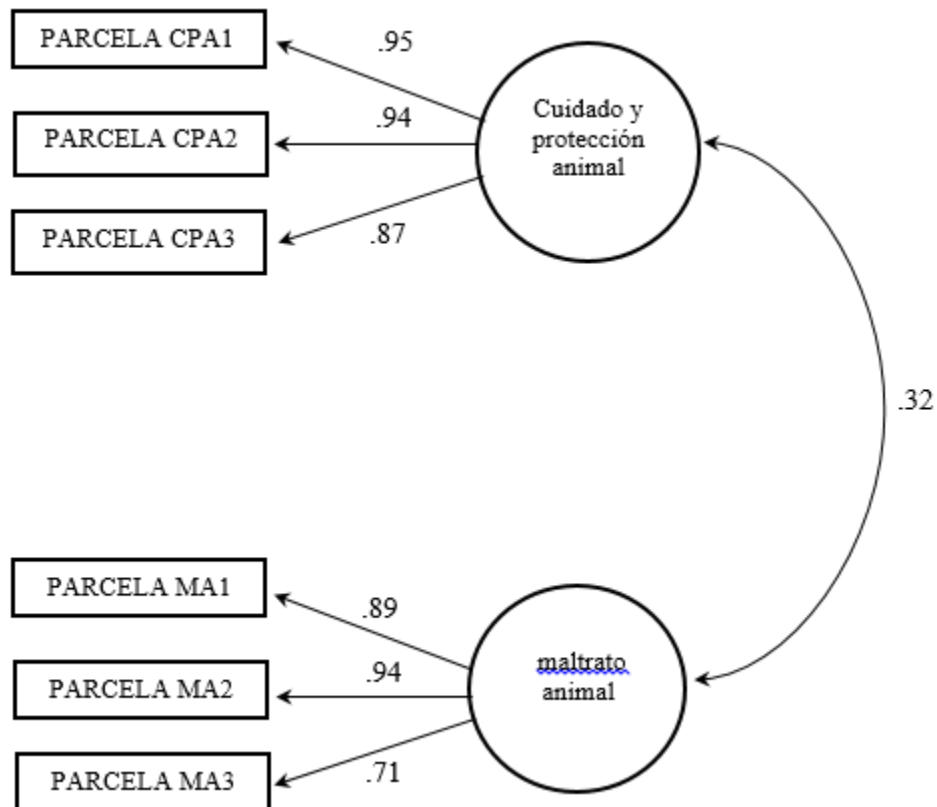 PARCELA CPA1
.95
PARCELA CPA2
.94
PARCELA CPA3
.87
Cuidado y
protección
animal
.32
PARCELA MA1
.89
PARCELA MA2
.94
PARCELA MA3
.71
maltrato
animal